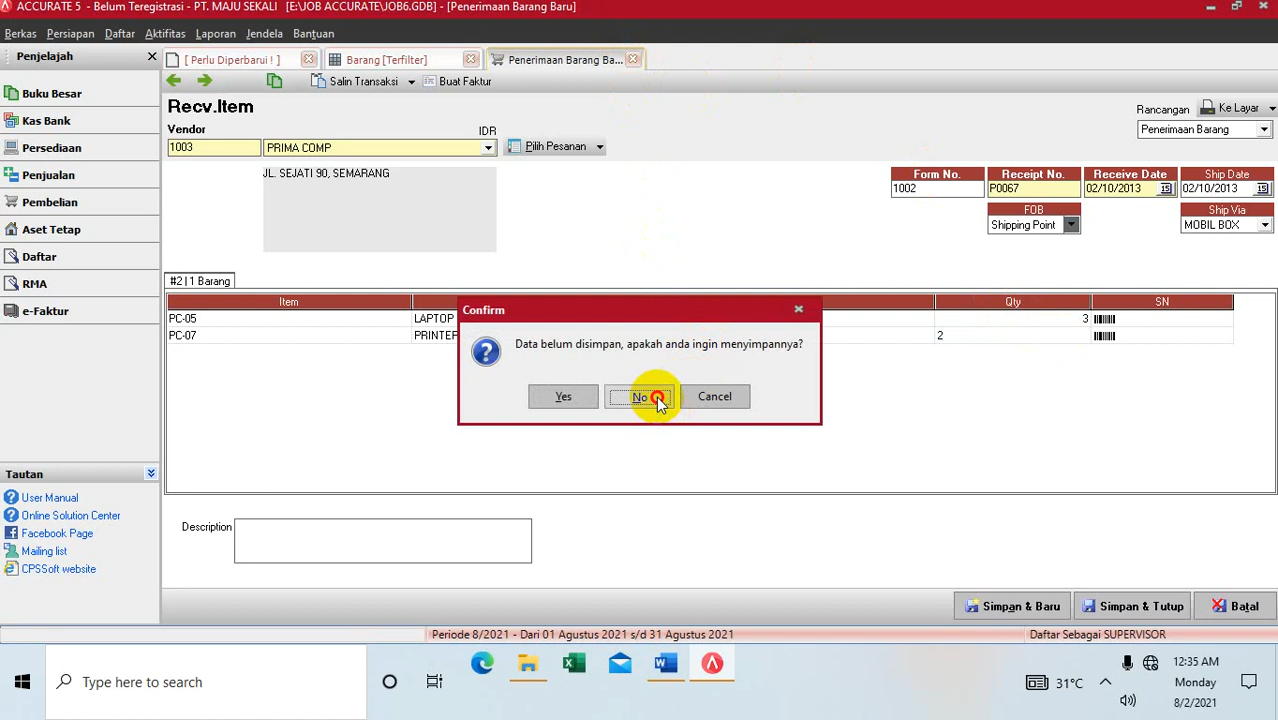 ACCURATE 5 - Belum Teregistrasi - PT. MAJU SEKALI [E:\JOB ACCURATE\JOB6.GDB] - [Penerimaan Barang Baru]
Berkas Persiapan Daftar Aktifitas Laporan Jendela Bantuan
Penjelajah
[ Perlu Diperbarui ! ]
Barang [Terfilter]
Penerimaan Barang Ba...
Salin Transaksi
Buat Faktur
Buku Besar
Kas Bank
Persediaan
Penjualan
Pembelian
Aset Tetap
Daftar
RMA
e-Faktur
Recv.Item
Rancangan
Ke Layar
Penerimaan Barang
Vendor
IDR
1003
PRIMA COMP
Pilih Pesanan
JL. SEJATI 90, SEMARANG
Form No. Receipt No. Receive Date Ship Date
1002 P0067 02/10/2013 02/10/2013
FOB Ship Via
Shipping Point MOBIL BOX
#2 | 1 Barang
Item Qty SN
PC-05 LAPTOP 3
PC-07 PRINTER 2
Confirm
Data belum disimpan, apakah anda ingin menyimpannya?
Yes No Cancel
Tautan
User Manual
Online Solution Center
Facebook Page
Mailing list
CPSSoft website
Description
Simpan & Baru
Simpan & Tutup
Batal
Periode 8/2021 - Dari 01 Agustus 2021 s/d 31 Agustus 2021
Daftar Sebagai SUPERVISOR
Type here to search
31°C
12:35 AM
Monday
8/2/2021